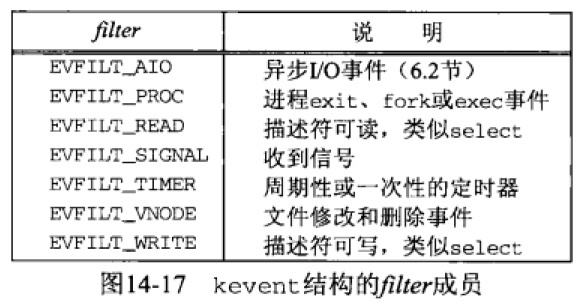 filter 说 明
EVFILT_AIO 异步I/O事件（6.2节）
EVFILT_PROC 进程exit、fork或exec事件
EVFILT_READ 描述符可读，类似select
EVFILT_SIGNAL 收到信号
EVFILT_TIMER 周期性或一次性的定时器
EVFILT_VNODE 文件修改和删除事件
EVFILT_WRITE 描述符可写，类似select
图14-17 kevent结构的filter成员